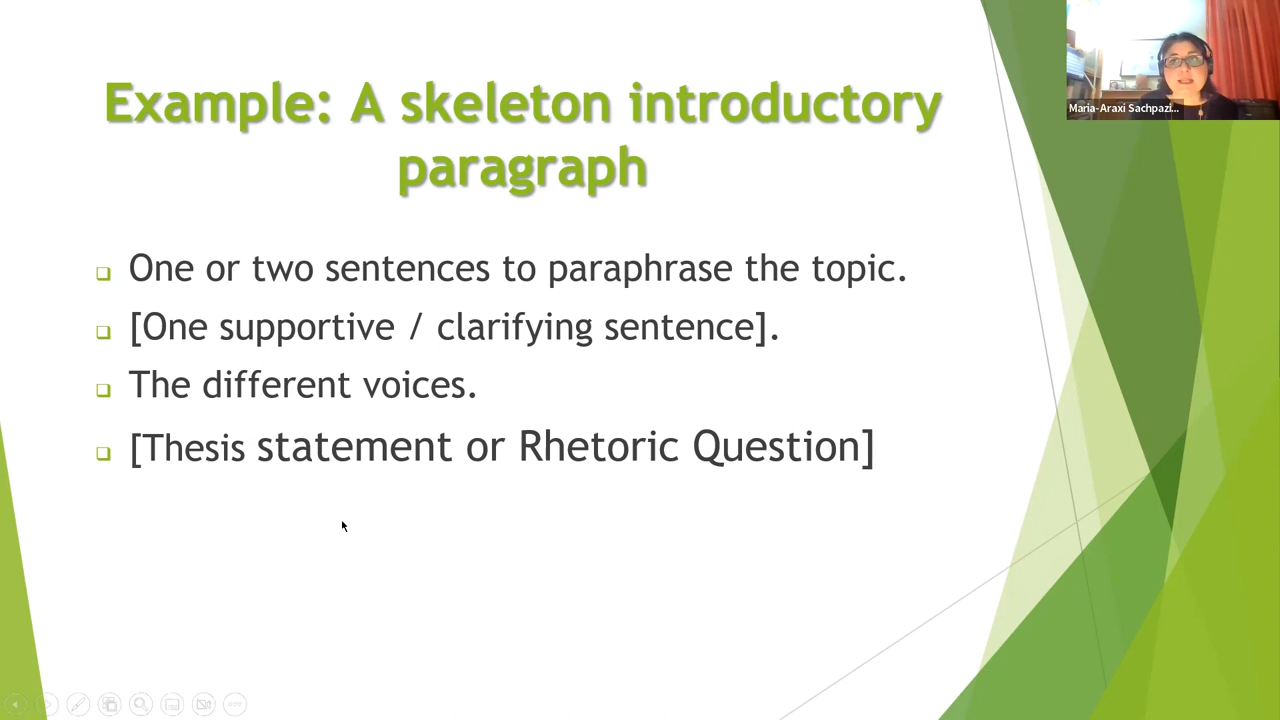 Example: A skeleton introductory
paragraph
One or two sentences to paraphrase the topic.
[One supportive / clarifying sentence].
The different voices.
[Thesis statement or Rhetoric Question]
Maria-Araxi Sachpazi...